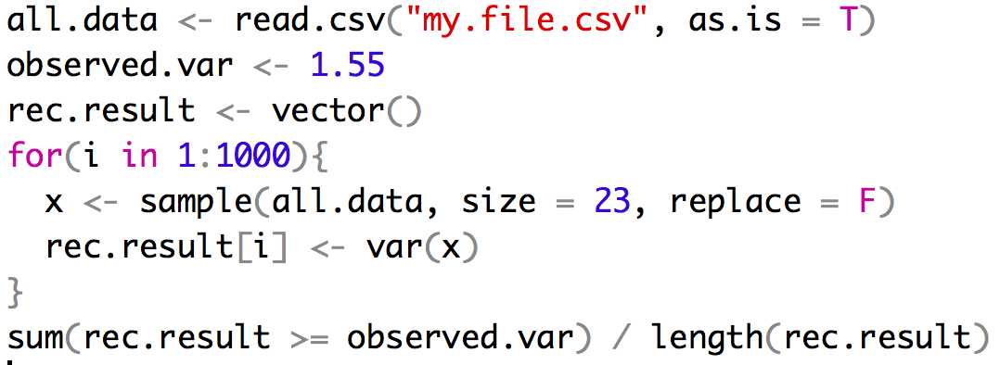 all.data <- read.csv("my.file.csv", as.is = T)
observed.var <- 1.55
rec.result <- vector()
for(i in 1:1000){
  x <- sample(all.data, size = 23, replace = F)
  rec.result[i] <- var(x)
}
sum(rec.result >= observed.var) / length(rec.result)